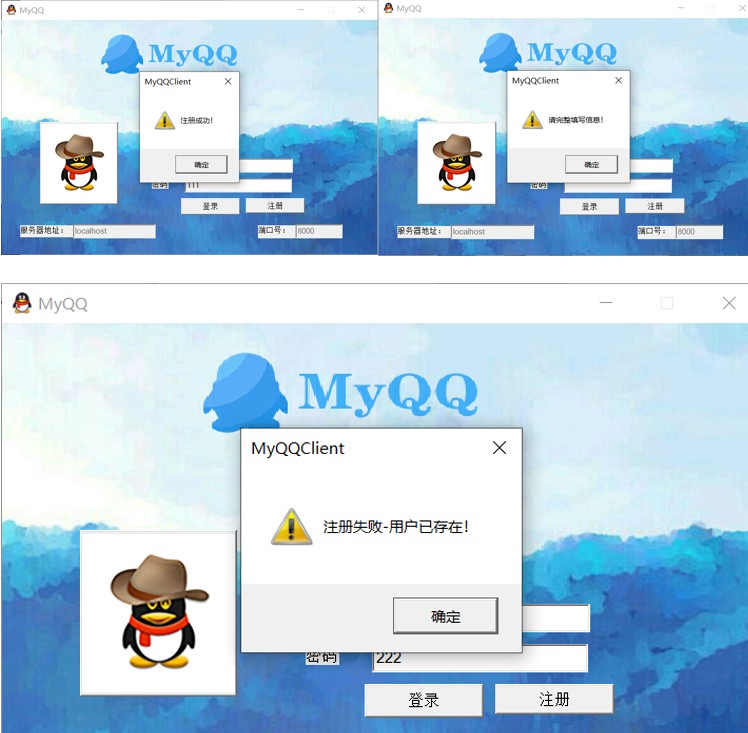 MyQQ
MyQQ
MyQQClient
注册成功！
确定
密码
111
登录
注册
服务器地址：
localhost
端口号：
8000
MyQQ
MyQQ
MyQQClient
请完整填写信息！
确定
密码
登录
注册
服务器地址：
localhost
端口号：
8000
MyQQ
MyQQ
MyQQClient
注册失败-用户已存在！
确定
密码
222
登录
注册